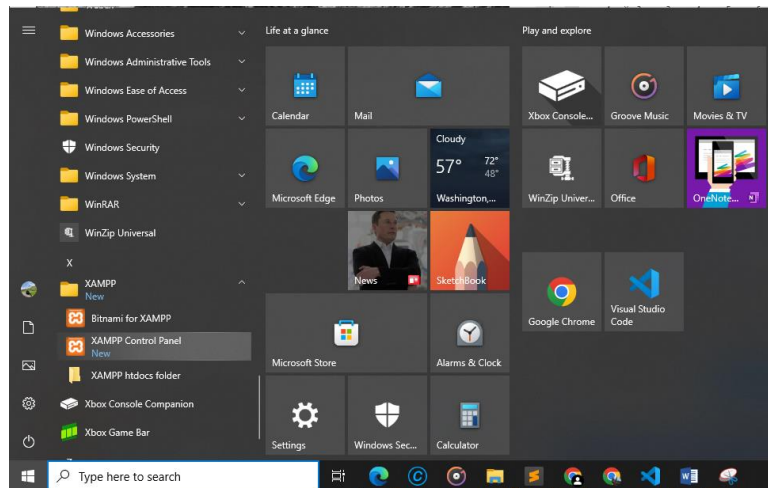 Windows Accessories
Windows Administrative Tools
Windows Ease of Access
Windows PowerShell
Windows Security
Windows System
WinRAR
WinZip Universal
X
XAMPP
New
Bitnami for XAMPP
XAMPP Control Panel
New
XAMPP htdocs folder
Xbox Console Companion
Xbox Game Bar
Type here to search
Life at a glance
Calendar
Mail
Microsoft Edge
Photos
Cloudy
57° 72°
48°
Washington,...
News
SketchBook
Microsoft Store
Alarms & Clock
Settings
Windows Sec...
Calculator
Play and explore
Xbox Console...
Groove Music
Movies & TV
WinZip Univer...
Office
OneNote...
Google Chrome
Visual Studio
Code